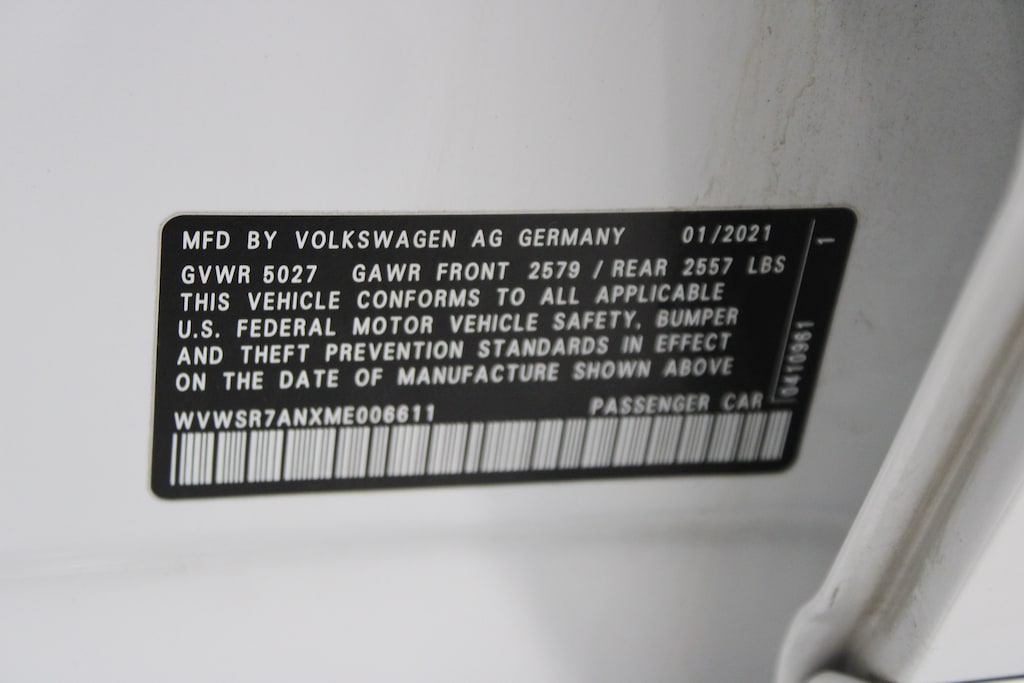 MFD BY VOLKSWAGEN AG GERMANY 01/2021
GVWR 5027 GAWR FRONT 2579 / REAR 2557 LBS
THIS VEHICLE CONFORMS TO ALL APPLICABLE
U.S. FEDERAL MOTOR VEHICLE SAFETY, BUMPER
AND THEFT PREVENTION STANDARDS IN EFFECT
ON THE DATE OF MANUFACTURE SHOWN ABOVE
WVWSR7ANXME006611 PASSENGER CAR
0410961 1